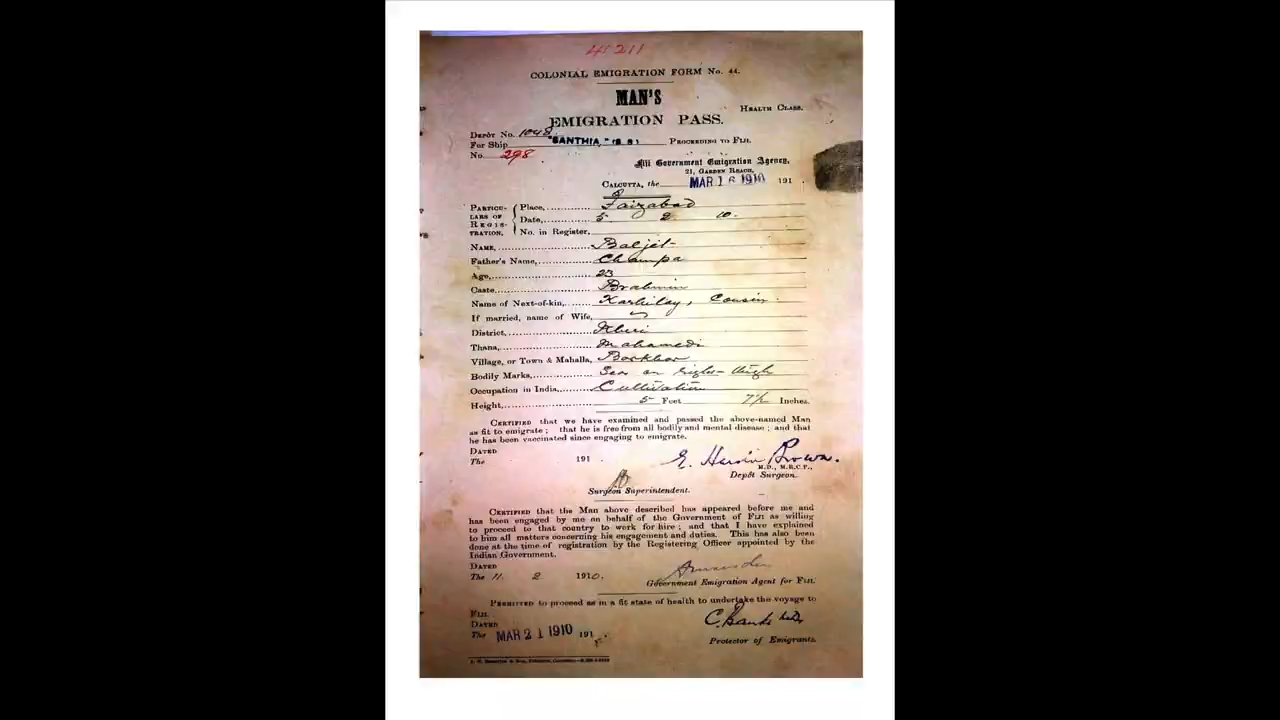 41211
COLONIAL EMIGRATION FORM No. 44.
MAN'S
HEALTH CLASS.
EMIGRATION PASS.
DEPÔT No. 1048
For Ship "SANTHIA," (S.S) PROCEEDING TO FIJI.
No. 298
Fiji Government Emigration Agency,
21, GARDEN REACH,
CALCUTTA, the MAR 16 1910 191
PARTICULARS OF REGISTRATION,
Place, Faizabad
Date, 5 2 10.
No. in Register,
NAME, Baljit
Father's Name, Champa
Age, 23
Caste, Brahmin
Name of Next-of-kin, Cousin.
If married, name of Wife,
District, Kheri
Thana, Mahamedi
Village, or Town & Mahalla, Barkhar
Bodily Marks, Scar on right thigh
Occupation in India, Cultivation
Height, 5 Feet 7½ Inches.
CERTIFIED that we have examined and passed the above-named Man
as fit to emigrate ; that he is free from all bodily and mental disease ; and that
he has been vaccinated since engaging to emigrate.
DATED
The 191 .
M.D., M.R.C.P.,
Depôt Surgeon.
Surgeon Superintendent.
CERTIFIED that the Man above described has appeared before me and
has been engaged by me on behalf of the Government of FIJI as willing
to proceed to that country to work for hire ; and that I have explained
to him all matters concerning his engagement and duties. This has also been
done at the time of registration by the Registering Officer appointed by the
Indian Government.
DATED
The 11. 2 1910.
Government Emigration Agent for FIJI.
PERMITTED to proceed as in a fit state of health to undertake the voyage to
FIJI.
DATED
The MAR 21 1910 191 .
Protector of Emigrants.